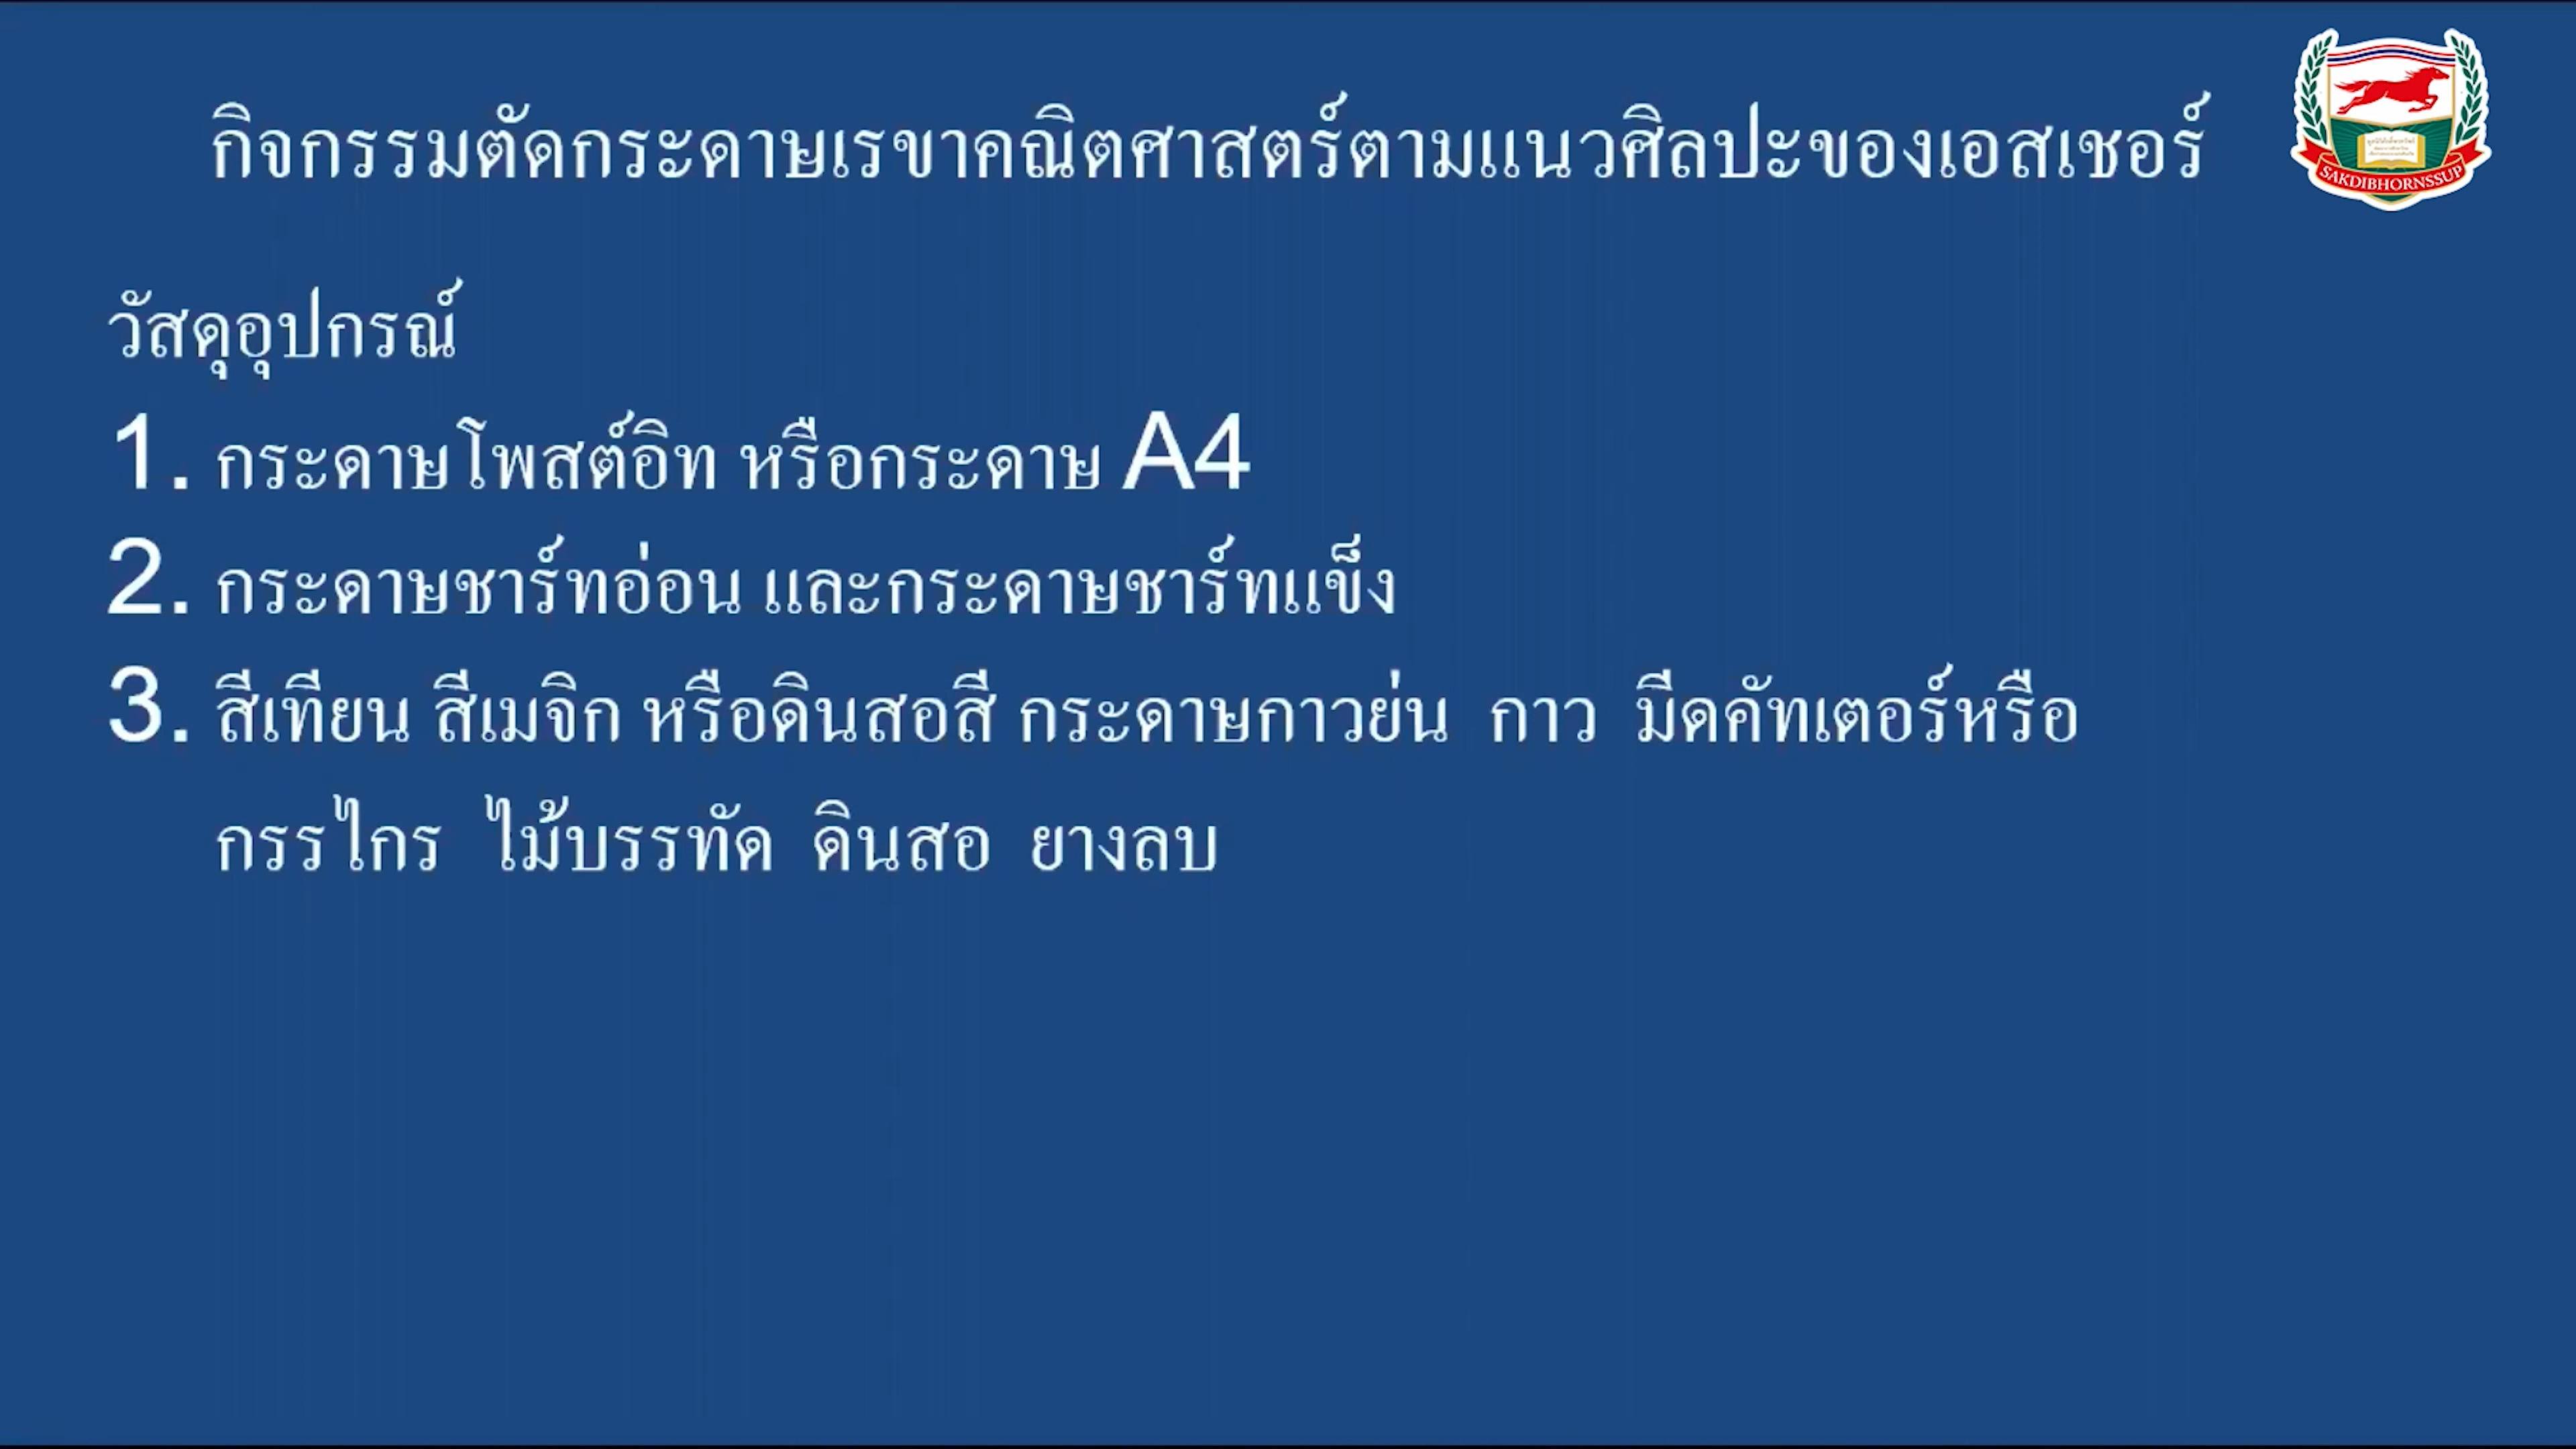 กิจกรรมตัดกระดาษเรขาคณิตศาสตร์ตามแนวศิลปะของเอสเชอร์
SAKDIBHORNSSUP
วัสดุอุปกรณ์
1. กระดาษโพสต์อิท หรือกระดาษ A4
2. กระดาษชาร์ทอ่อน และกระดาษชาร์ทแข็ง
3. สีเทียน สีเมจิก หรือดินสอสี กระดาษกาวย่น กาว มีดคัทเตอร์หรือ
กรรไกร ไม้บรรทัด ดินสอ ยางลบ